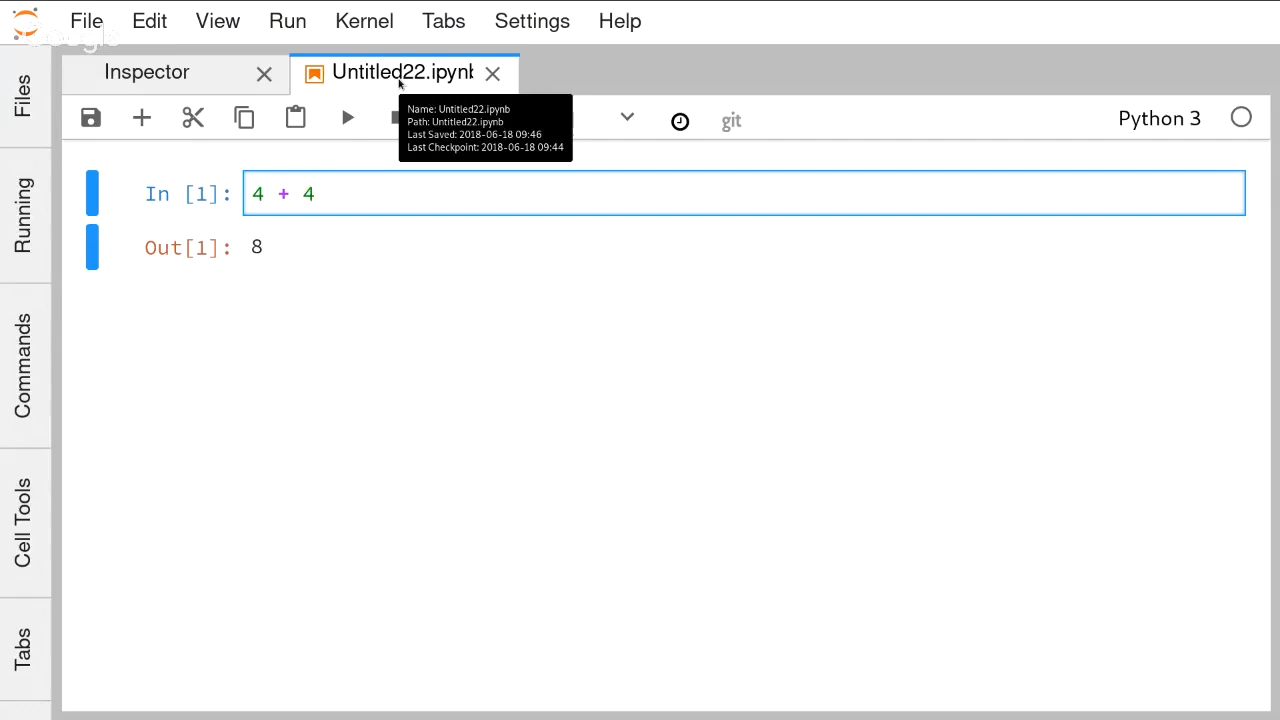 File Edit View Run Kernel Tabs Settings Help
Google
Inspector Untitled22.ipynb
git Python 3
Name: Untitled22.ipynb
Path: Untitled22.ipynb
Last Saved: 2018-06-18 09:46
Last Checkpoint: 2018-06-18 09:44
In [1]: 4 + 4
Out[1]: 8
Files
Running
Commands
Cell Tools
Tabs